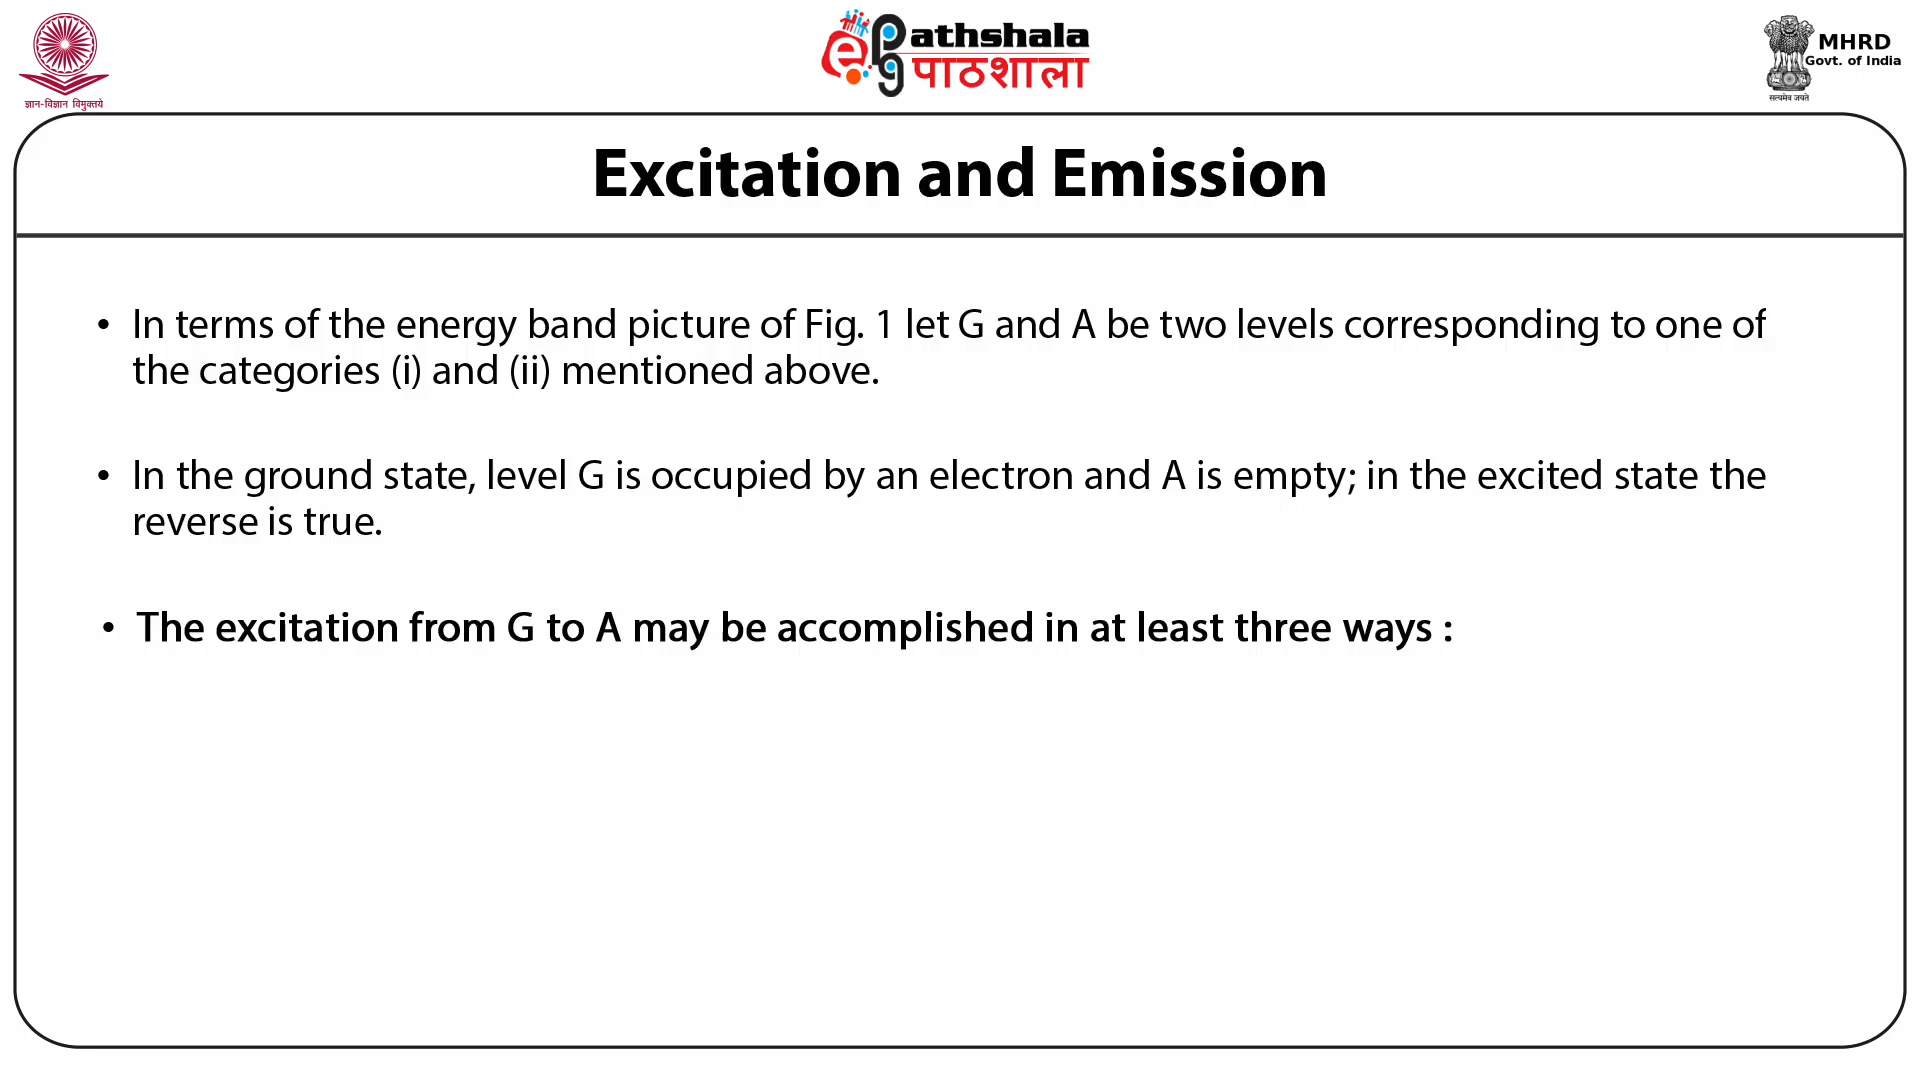 ज्ञान-विज्ञान विमुक्तये
e PG athshala
पाठशाला
MHRD
Govt. of India
सत्यमेव जयते
Excitation and Emission
• In terms of the energy band picture of Fig. 1 let G and A be two levels corresponding to one of
the categories (i) and (ii) mentioned above.
• In the ground state, level G is occupied by an electron and A is empty; in the excited state the
reverse is true.
• The excitation from G to A may be accomplished in at least three ways :